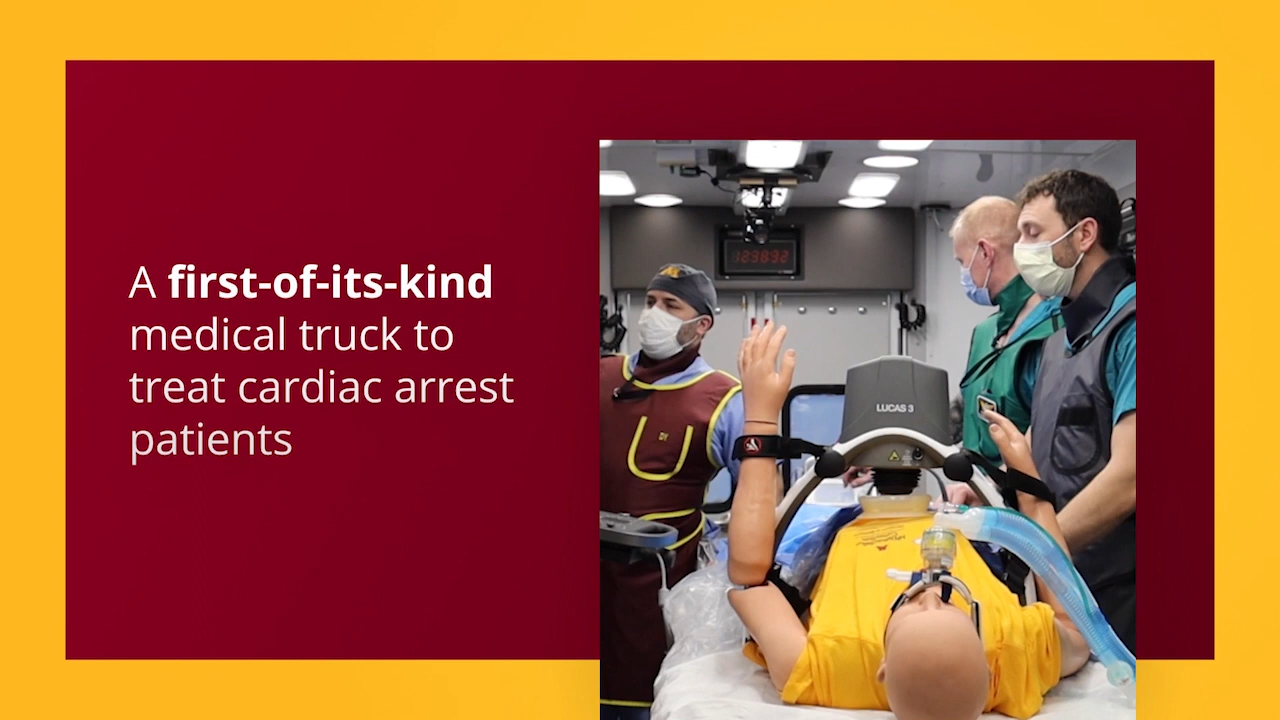 A first-of-its-kind
medical truck to
treat cardiac arrest
patients
LUCAS 3